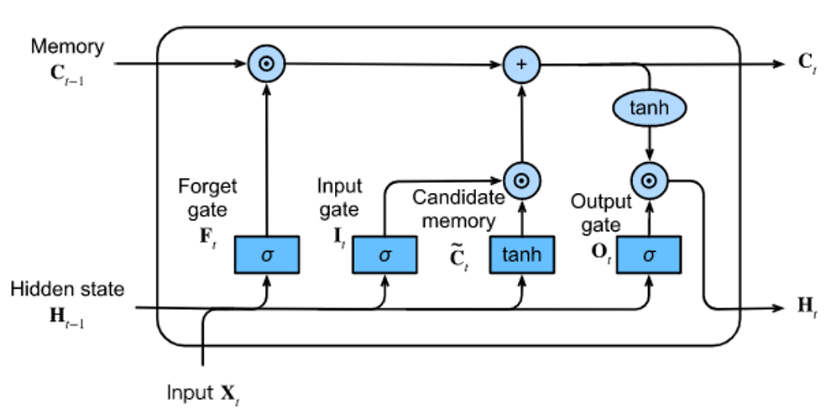 Memory
C_{t-1}
C_t
tanh
Forget
gate
F_t
Input
gate
I_t
Candidate
memory
C̃_t
Output
gate
O_t
σ
σ
tanh
σ
Hidden state
H_{t-1}
H_t
Input X_t